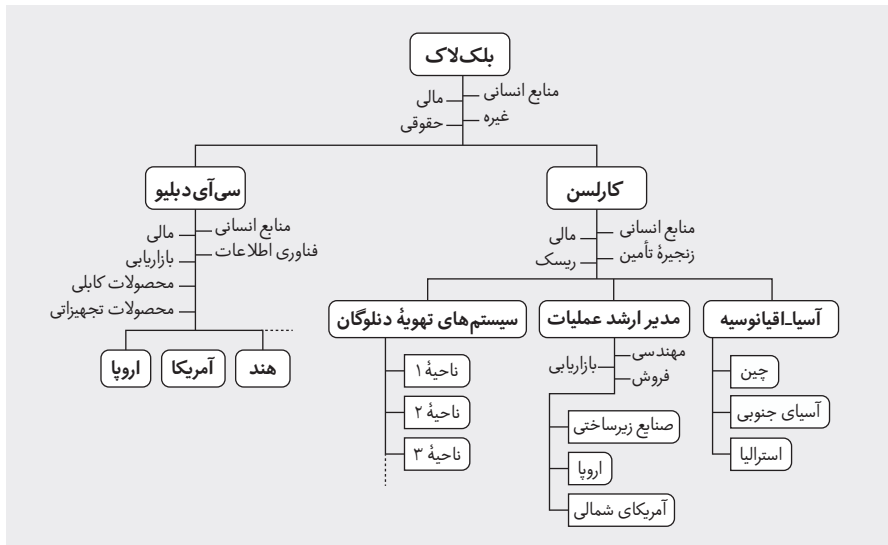 بلک‌لاک
منابع انسانی
مالی
غیره
حقوقی
کارلسن
سی‌آی‌دبلیو
منابع انسانی
مالی
زنجیرهٔ تأمین
ریسک
منابع انسانی
مالی
فناوری اطلاعات
بازاریابی
محصولات کابلی
محصولات تجهیزاتی
آسیا-اقیانوسیه
مدیر ارشد عملیات
سیستم‌های تهویهٔ دنلوگان
هند
آمریکا
اروپا
چین
آسیای جنوبی
استرالیا
مهندسی
بازاریابی
فروش
صنایع زیرساختی
اروپا
آمریکای شمالی
ناحیهٔ ۱
ناحیهٔ ۲
ناحیهٔ ۳